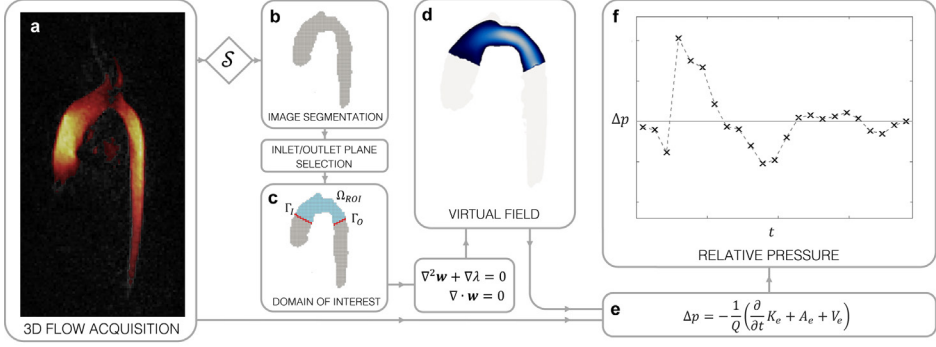 a
3D FLOW ACQUISITION
S
b
IMAGE SEGMENTATION
INLET/OUTLET PLANE
SELECTION
c
Ω_ROI
Γ_I
Γ_O
DOMAIN OF INTEREST
∇²w + ∇λ = 0
∇ · w = 0
d
VIRTUAL FIELD
e
Δp = −1/Q (∂/∂t K_e + A_e + V_e)
f
Δp
t
RELATIVE PRESSURE